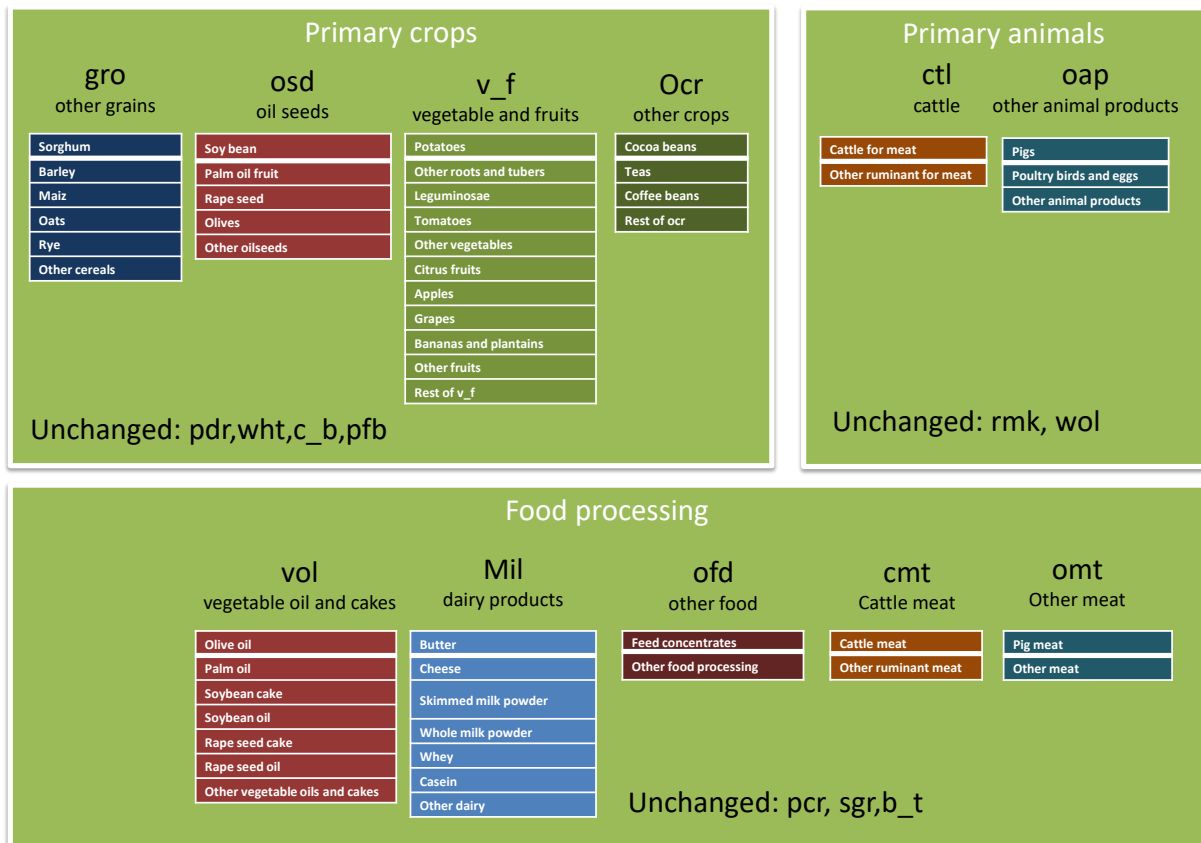 Primary crops
gro
other grains
Sorghum
Barley
Maiz
Oats
Rye
Other cereals
osd
oil seeds
Soy bean
Palm oil fruit
Rape seed
Olives
Other oilseeds
v_f
vegetable and fruits
Potatoes
Other roots and tubers
Leguminosae
Tomatoes
Other vegetables
Citrus fruits
Apples
Grapes
Bananas and plantains
Other fruits
Rest of v_f
Ocr
other crops
Cocoa beans
Teas
Coffee beans
Rest of ocr
Unchanged: pdr,wht,c_b,pfb
Primary animals
ctl
cattle
Cattle for meat
Other ruminant for meat
oap
other animal products
Pigs
Poultry birds and eggs
Other animal products
Unchanged: rmk, wol
Food processing
vol
vegetable oil and cakes
Olive oil
Palm oil
Soybean cake
Soybean oil
Rape seed cake
Rape seed oil
Other vegetable oils and cakes
Mil
dairy products
Butter
Cheese
Skimmed milk powder
Whole milk powder
Whey
Casein
Other dairy
ofd
other food
Feed concentrates
Other food processing
cmt
Cattle meat
Cattle meat
Other ruminant meat
omt
Other meat
Pig meat
Other meat
Unchanged: pcr, sgr,b_t